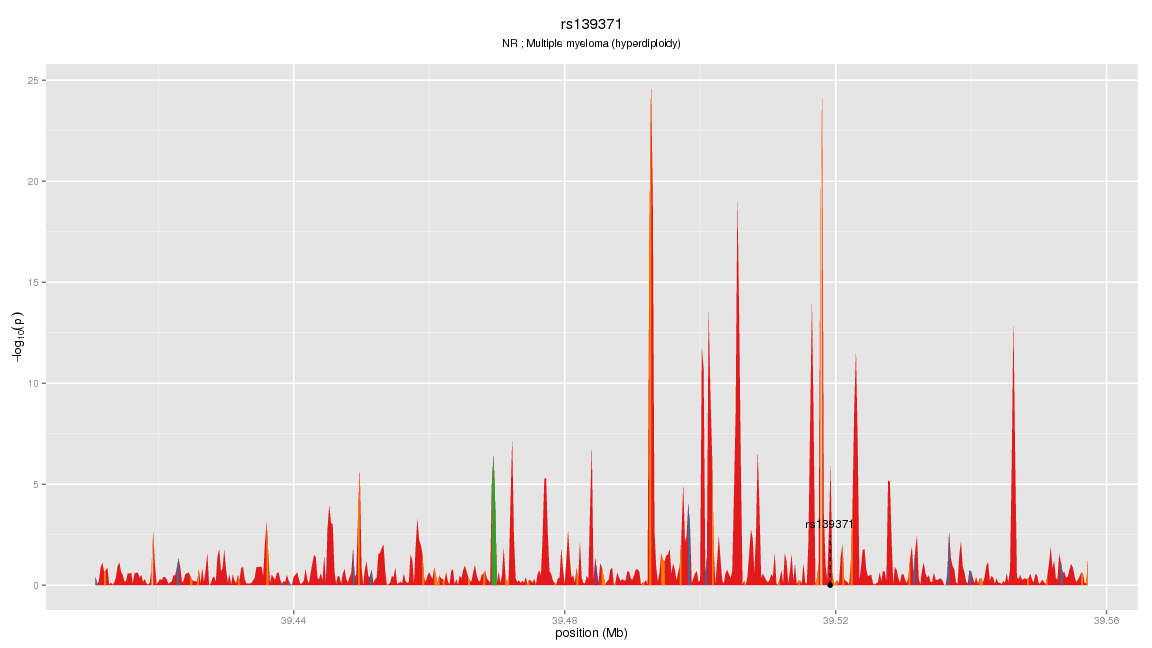 rs139371
NR ; Multiple myeloma (hyperdiploidy)
25
20
15
10
5
0
−log10(p)
rs139371
39.44
39.48
39.52
39.56
position (Mb)